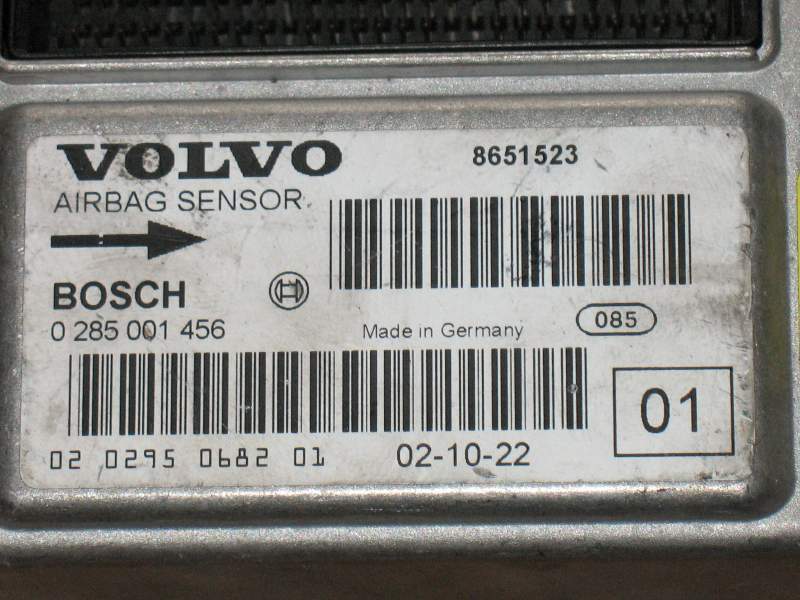 VOLVO
8651523
AIRBAG SENSOR
BOSCH
0 285 001 456
Made in Germany
085
01
02 0295 0682 01
02-10-22